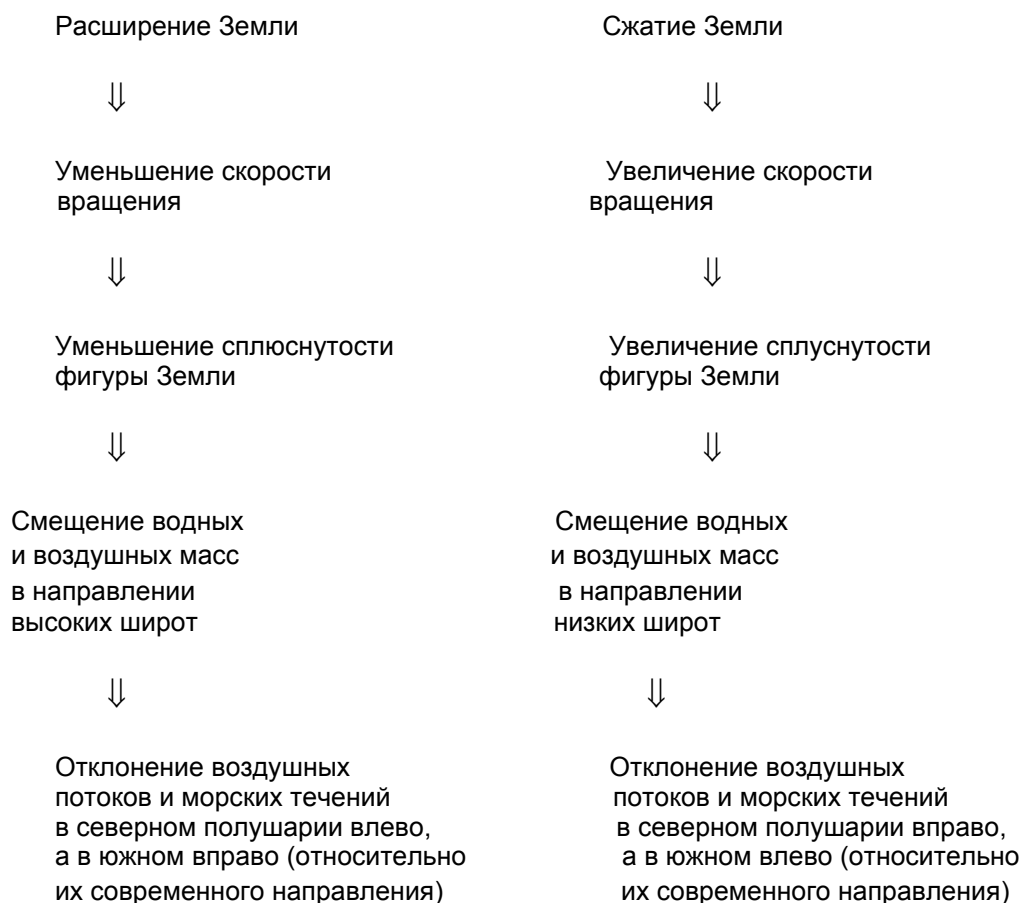 Расширение Земли Сжатие Земли
⇓ ⇓
Уменьшение скорости Увеличение скорости
вращения вращения
⇓ ⇓
Уменьшение сплюснутости Увеличение сплуснутости
фигуры Земли фигуры Земли
⇓ ⇓
Смещение водных Смещение водных
и воздушных масс и воздушных масс
в направлении в направлении
высоких широт низких широт
⇓ ⇓
Отклонение воздушных Отклонение воздушных
потоков и морских течений потоков и морских течений
в северном полушарии влево, в северном полушарии вправо,
а в южном вправо (относительно а в южном влево (относительно
их современного направления) их современного направления)